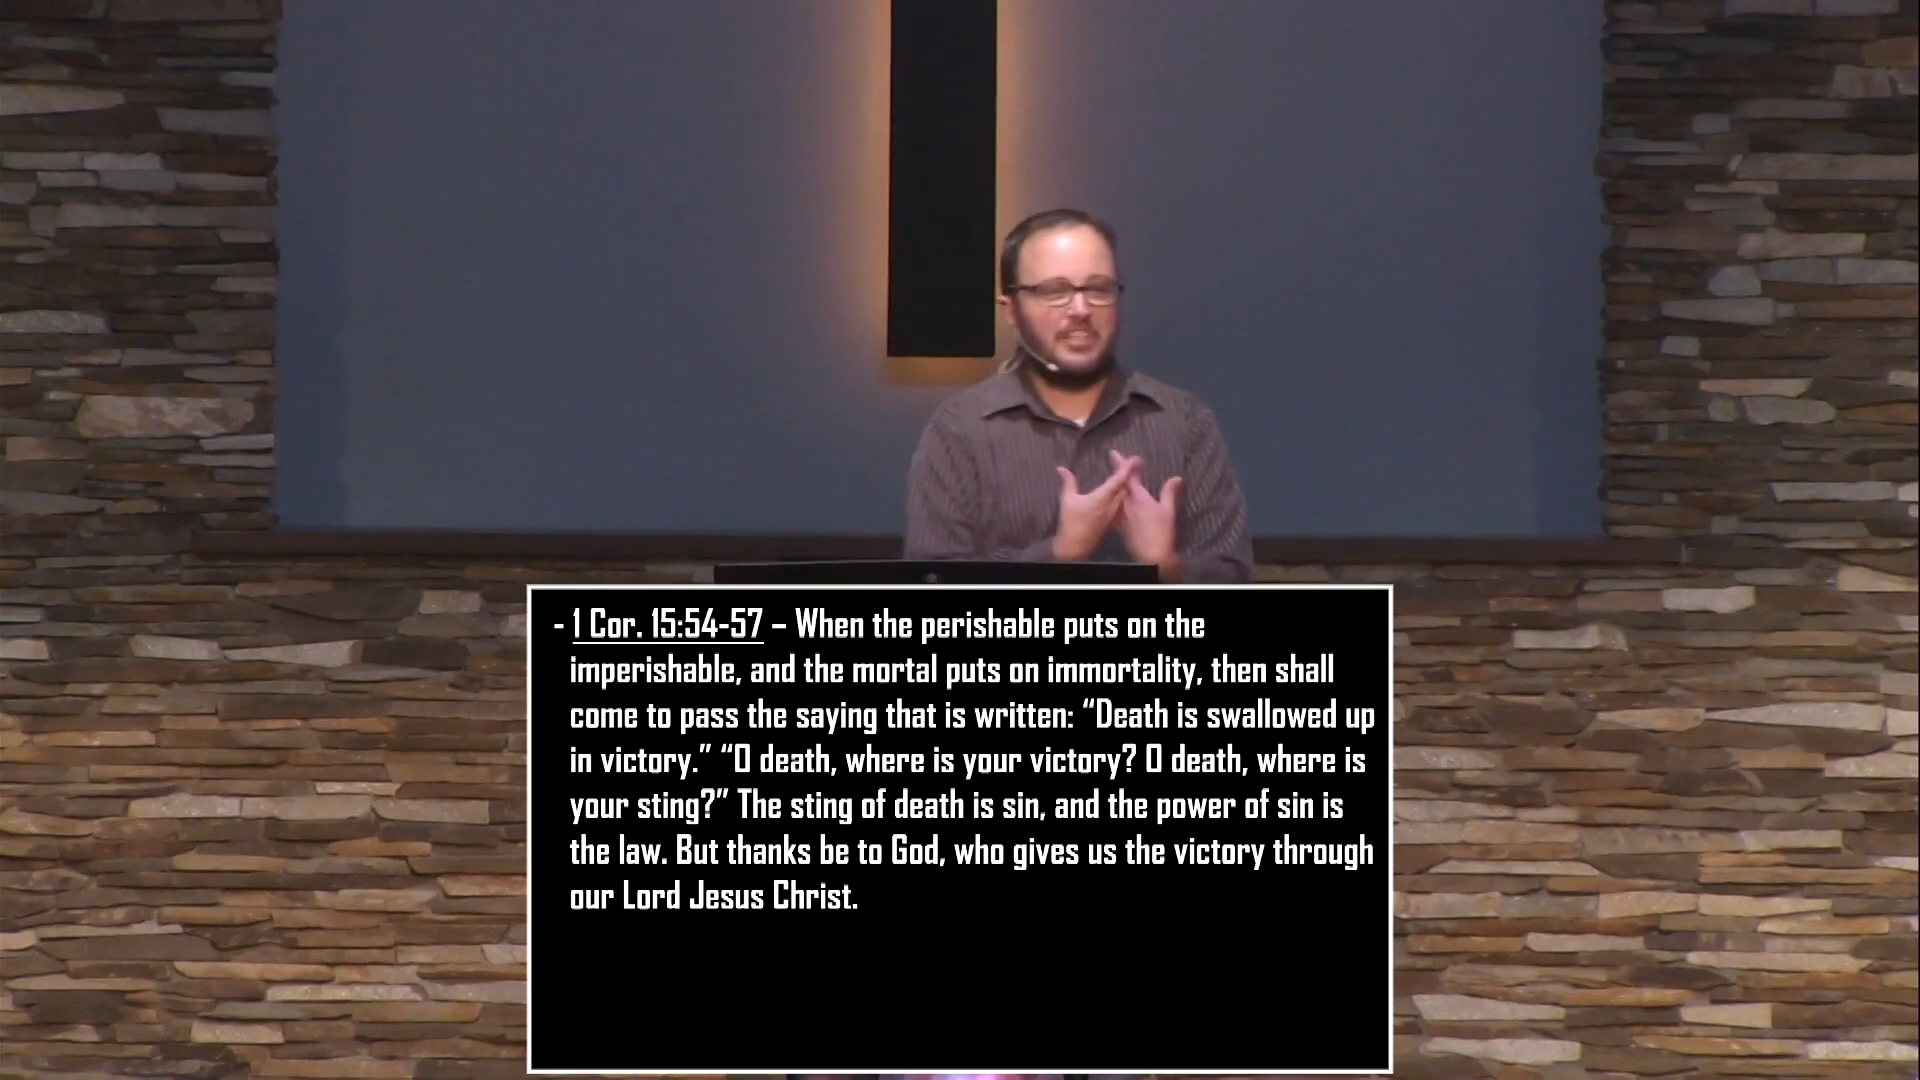 - 1 Cor. 15:54-57 – When the perishable puts on the
imperishable, and the mortal puts on immortality, then shall
come to pass the saying that is written: “Death is swallowed up
in victory.” “O death, where is your victory? O death, where is
your sting?” The sting of death is sin, and the power of sin is
the law. But thanks be to God, who gives us the victory through
our Lord Jesus Christ.